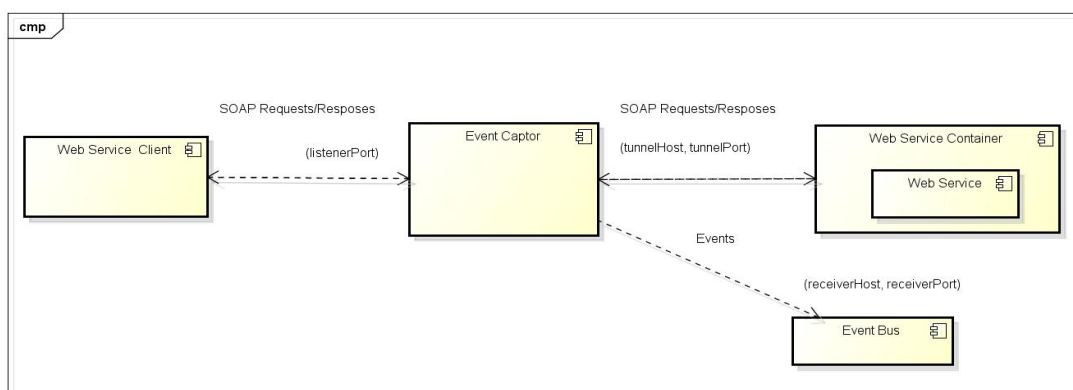 cmp
SOAP Requests/Resposes
SOAP Requests/Resposes
Web Service Client
(listenerPort)
Event Captor
(tunnelHost, tunnelPort)
Web Service Container
Web Service
Events
(receiverHost, receiverPort)
Event Bus